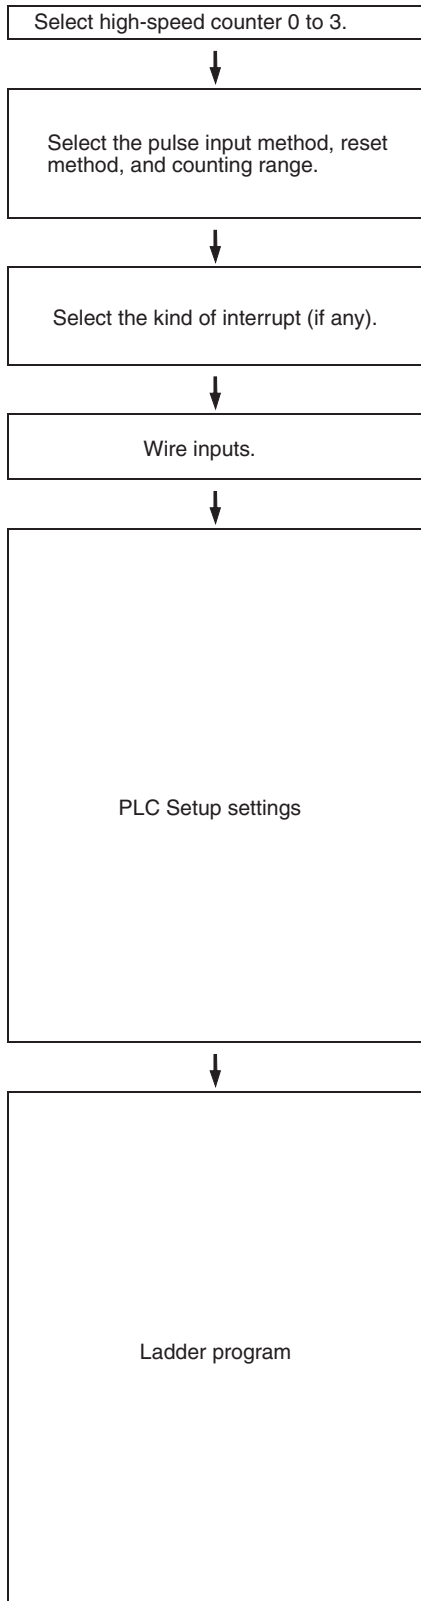 Select high-speed counter 0 to 3.
Select the pulse input method, reset
method, and counting range.
Select the kind of interrupt (if any).
Wire inputs.
PLC Setup settings
Ladder program